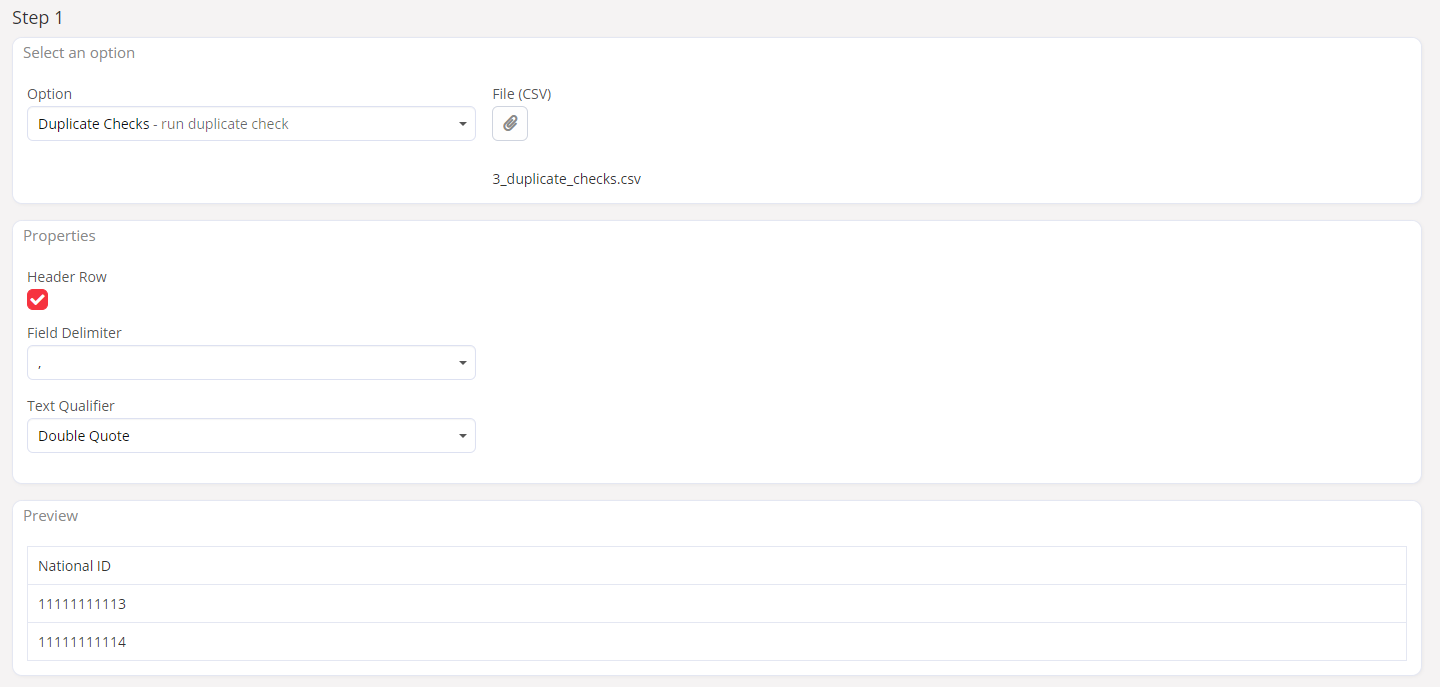 Step 1
Select an option
Option
File (CSV)
Duplicate Checks - run duplicate check
3_duplicate_checks.csv
Properties
Header Row
Field Delimiter
,
Text Qualifier
Double Quote
Preview
National ID
11111111113
11111111114